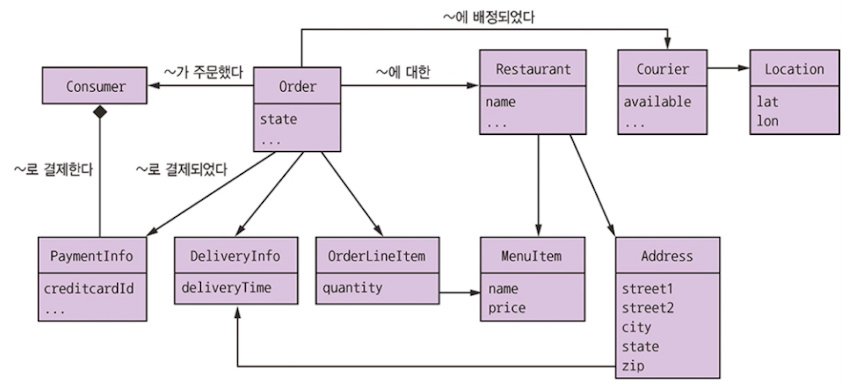 ~에 배정되었다
Consumer
~가 주문했다
Order
state
...
~에 대한
Restaurant
name
...
Courier
available
...
Location
lat
lon
~로 결제한다
~로 결제되었다
PaymentInfo
creditcardId
...
DeliveryInfo
deliveryTime
OrderLineItem
quantity
MenuItem
name
price
Address
street1
street2
city
state
zip